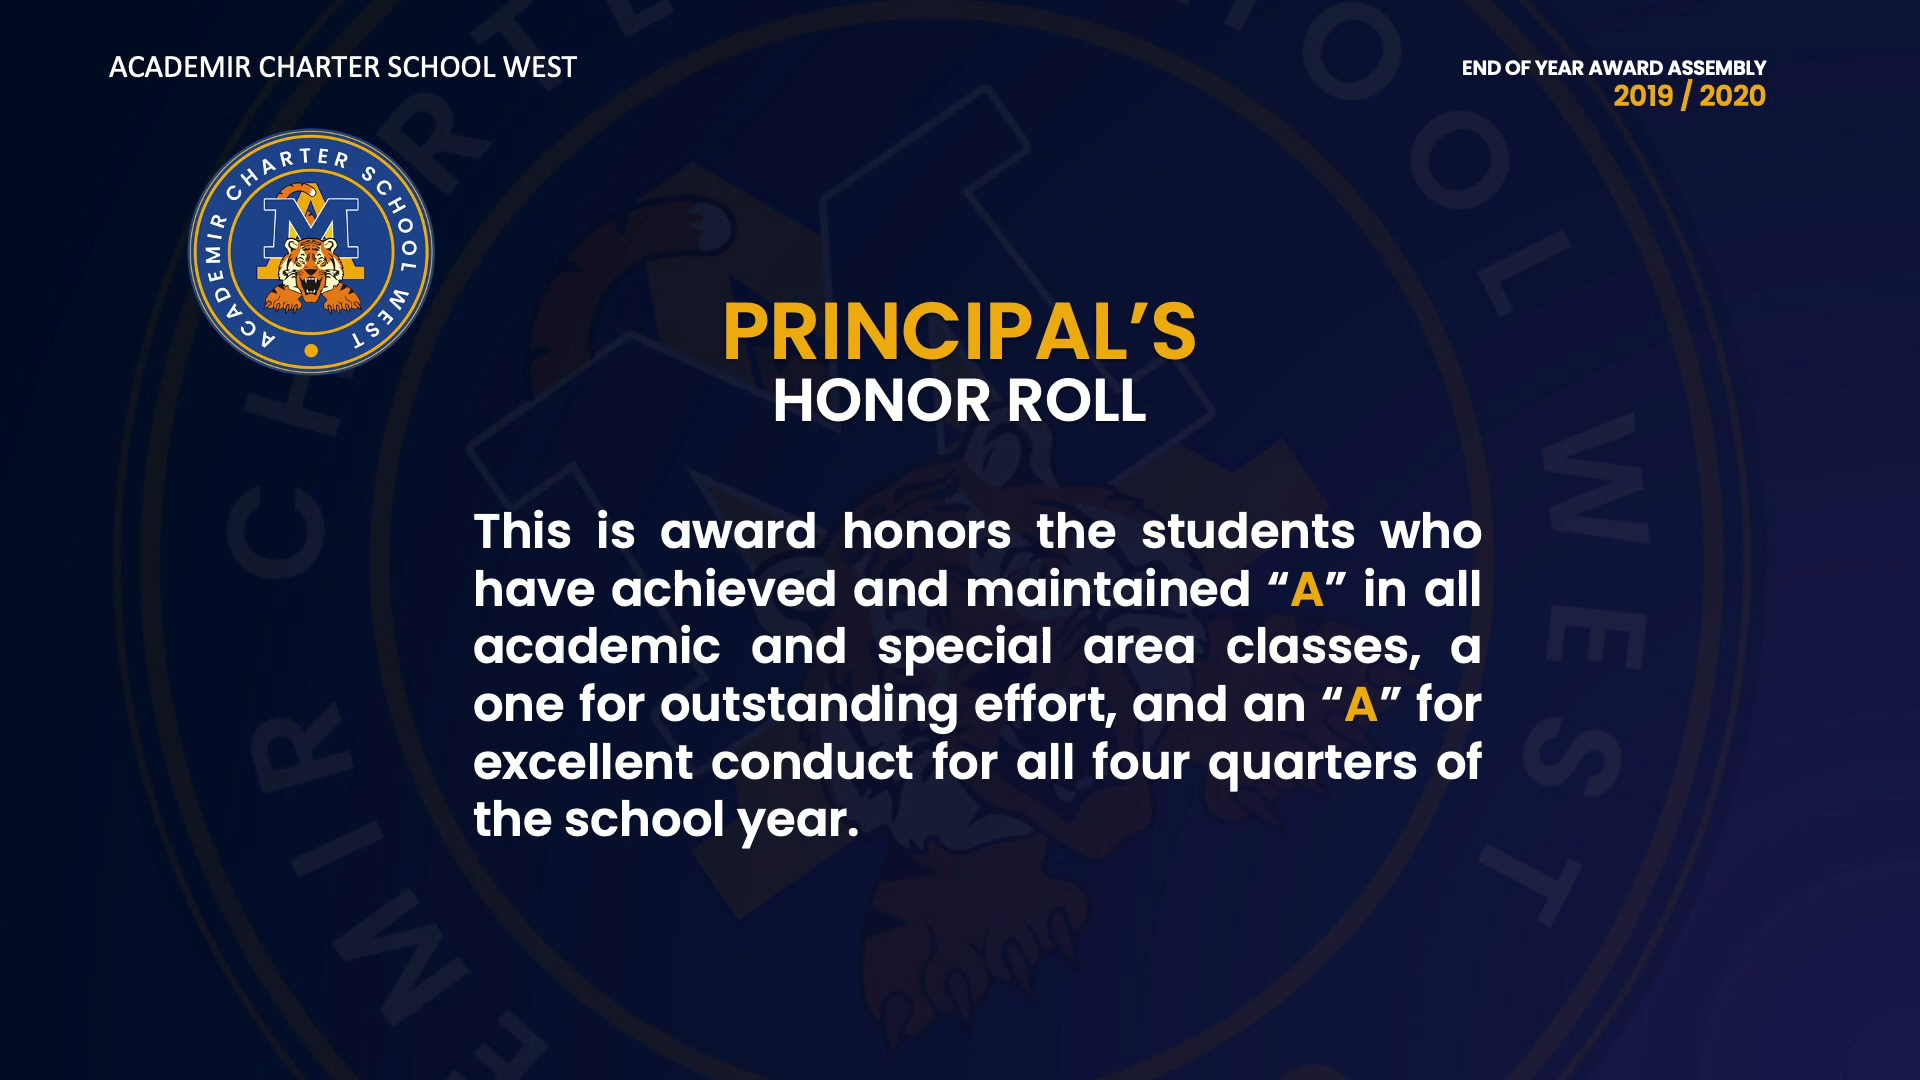 ACADEMIR CHARTER SCHOOL WEST
END OF YEAR AWARD ASSEMBLY
2019 / 2020
ACADEMIR CHARTER SCHOOL WEST
PRINCIPAL’S
HONOR ROLL
This is award honors the students who
have achieved and maintained “A” in all
academic and special area classes, a
one for outstanding effort, and an “A” for
excellent conduct for all four quarters of
the school year.